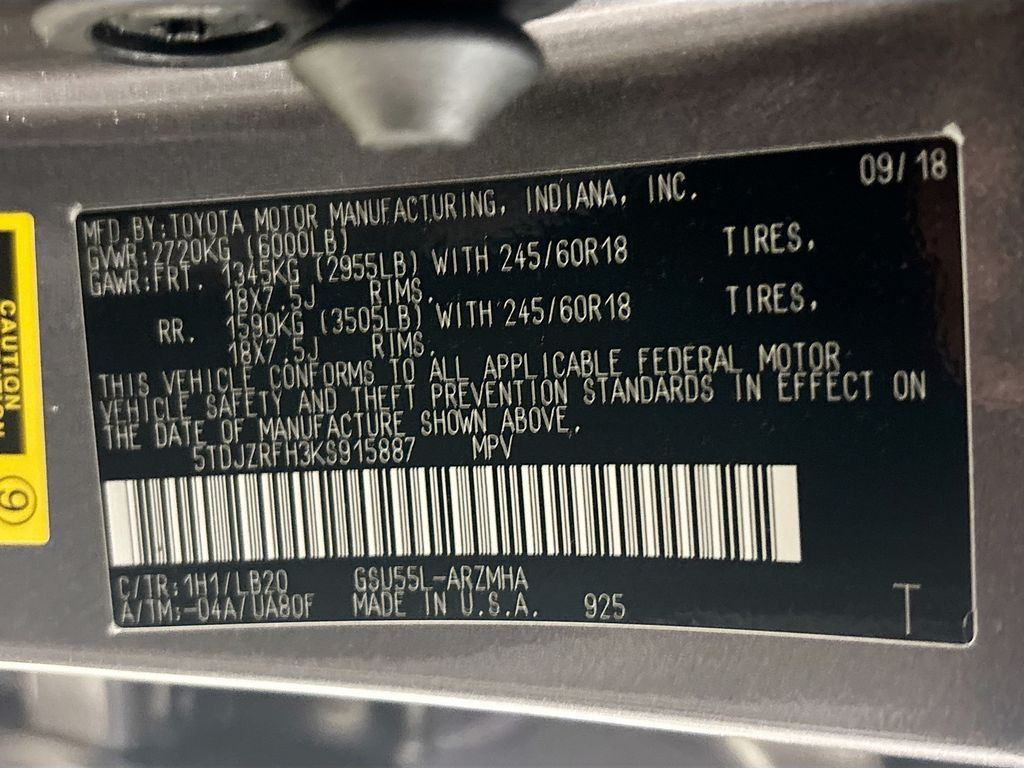 09/18
MFD.BY:TOYOTA MOTOR MANUFACTURING, INDIANA, INC.
GVWR:2720KG (6000LB)
GAWR:FRT. 1345KG (2955LB) WITH 245/60R18 TIRES,
18X7.5J RIMS,
RR. 1590KG (3505LB) WITH 245/60R18 TIRES,
18X7.5J RIMS,
THIS VEHICLE CONFORMS TO ALL APPLICABLE FEDERAL MOTOR
VEHICLE SAFETY AND THEFT PREVENTION STANDARDS IN EFFECT ON
THE DATE OF MANUFACTURE SHOWN ABOVE.
5TDJZRFH3KS915887 MPV
C/TR:1H1/LB20 GSU55L-ARZMHA
A/TM:-04A/UA80F MADE IN U.S.A. 925 T
CAUTION
9